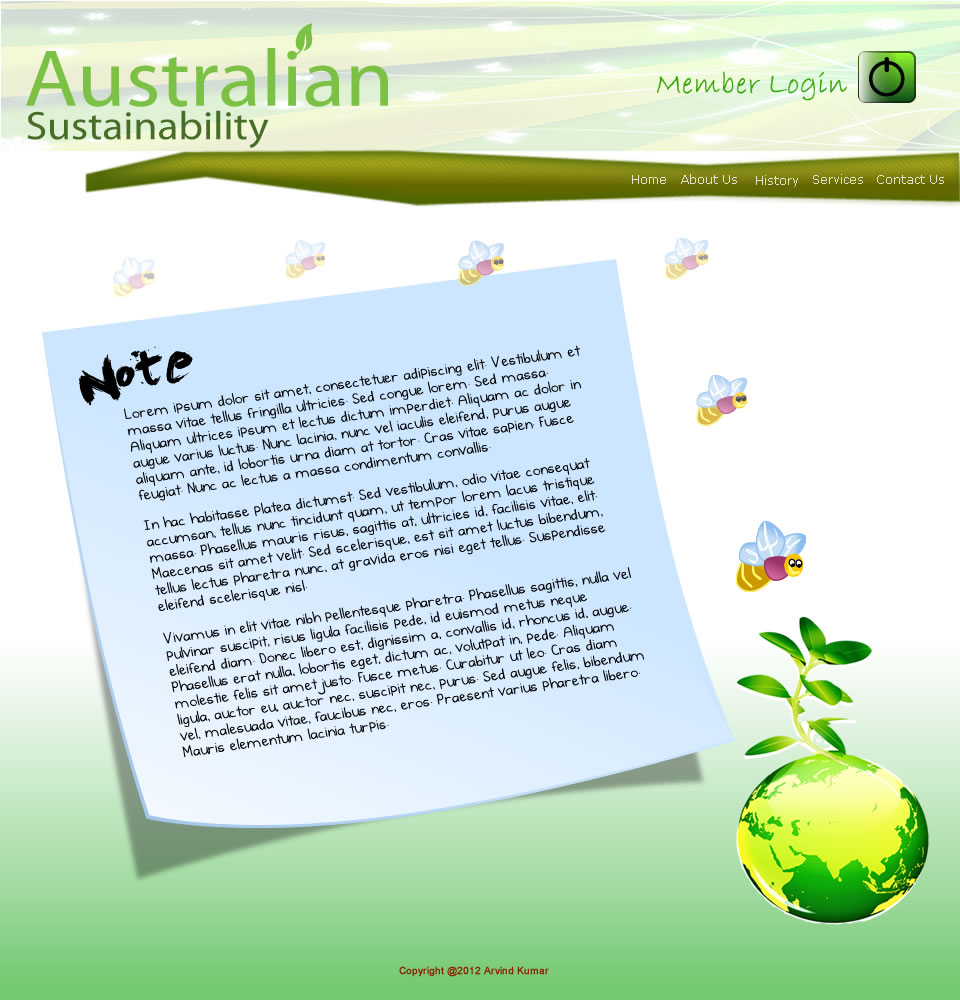 Australian
Sustainability
Member Login
Home About Us History Services Contact Us
Note
Lorem ipsum dolor sit amet, consectetuer adipiscing elit. Vestibulum et
massa vitae tellus fringilla ultricies. Sed congue lorem. Sed massa.
Aliquam ultrices ipsum et lectus dictum imperdiet. Aliquam ac dolor in
augue varius luctus. Nunc lacinia, nunc vel iaculis eleifend, purus augue
aliquam ante, id lobortis urna diam at tortor. Cras vitae sapien. Fusce
feugiat. Nunc ac lectus a massa condimentum convallis.
In hac habitasse platea dictumst. Sed vestibulum, odio vitae consequat
accumsan, tellus nunc tincidunt quam, ut tempor lorem lacus tristique
massa. Phasellus mauris risus, sagittis at, ultricies id, facilisis vitae, elit.
Maecenas sit amet velit. Sed scelerisque, est sit amet luctus bibendum,
tellus lectus pharetra nunc, at gravida eros nisi eget tellus. Suspendisse
eleifend scelerisque nisl.
Vivamus in elit vitae nibh pellentesque pharetra. Phasellus sagittis, nulla vel
pulvinar suscipit, risus ligula facilisis pede, id euismod metus neque
eleifend diam. Donec libero est, dignissim a, convallis id, rhoncus id, augue.
Phasellus erat nulla, lobortis eget, dictum ac, volutpat in, pede. Aliquam
molestie felis sit amet justo. Fusce metus. Curabitur ut leo. Cras diam
ligula, auctor eu, auctor nec, suscipit nec, purus. Sed augue felis, bibendum
vel, malesuada vitae, faucibus nec, eros. Praesent varius pharetra libero.
Mauris elementum lacinia turpis.
Copyright @2012 Arvind Kumar